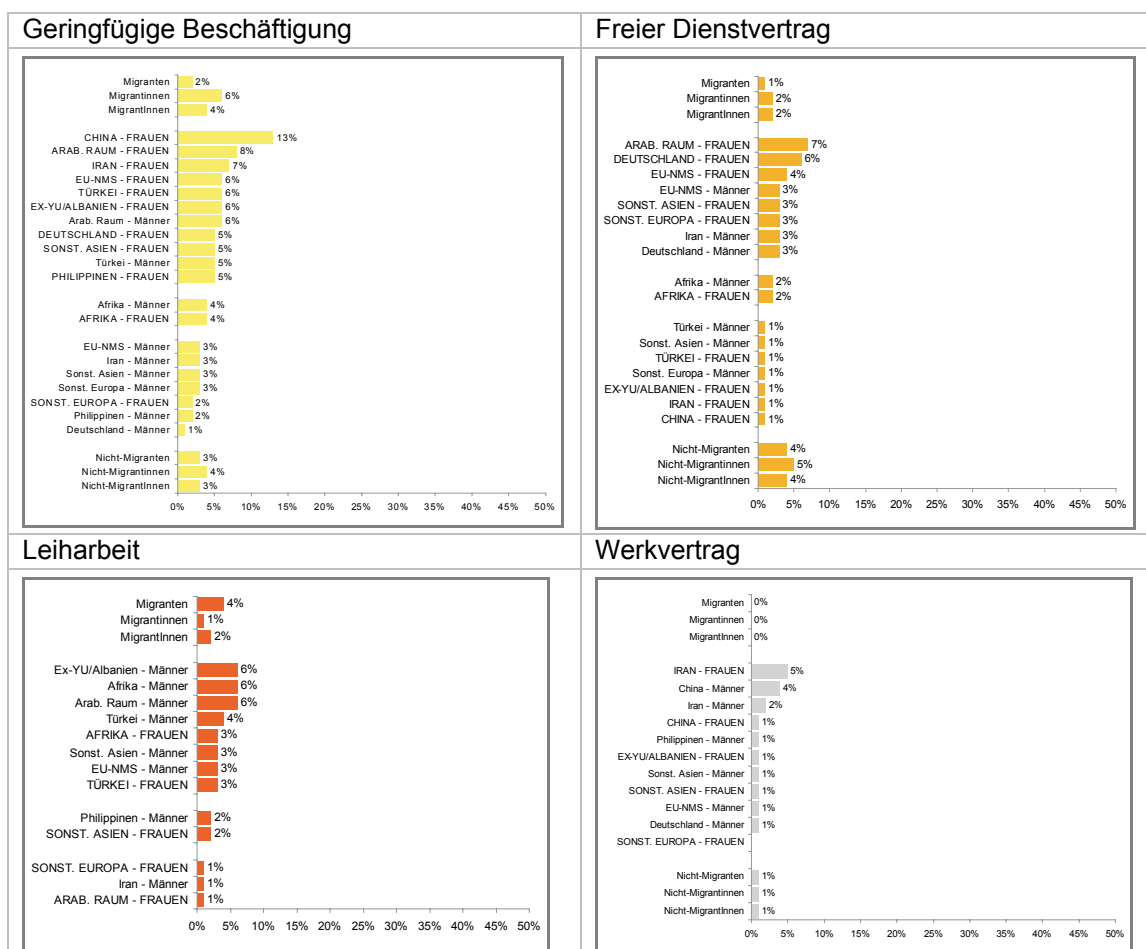 Geringfügige Beschäftigung
Migranten 2%
Migrantinnen 6%
MigrantInnen 4%
CHINA - FRAUEN 13%
ARAB. RAUM - FRAUEN 8%
IRAN - FRAUEN 7%
EU-NMS - FRAUEN 6%
TÜRKEI - FRAUEN 6%
EX-YU/ALBANIEN - FRAUEN 6%
Arab. Raum - Männer 6%
DEUTSCHLAND - FRAUEN 5%
SONST. ASIEN - FRAUEN 5%
Türkei - Männer 5%
PHILIPPINEN - FRAUEN 5%
Afrika - Männer 4%
AFRIKA - FRAUEN 4%
EU-NMS - Männer 3%
Iran - Männer 3%
Sonst. Asien - Männer 3%
Sonst. Europa - Männer 3%
SONST. EUROPA - FRAUEN 2%
Philippinen - Männer 2%
Deutschland - Männer 1%
Nicht-Migranten 3%
Nicht-Migrantinnen 4%
Nicht-MigrantInnen 3%
0% 5% 10% 15% 20% 25% 30% 35% 40% 45% 50%
Freier Dienstvertrag
Migranten 1%
Migrantinnen 2%
MigrantInnen 2%
ARAB. RAUM - FRAUEN 7%
DEUTSCHLAND - FRAUEN 6%
EU-NMS - FRAUEN 4%
EU-NMS - Männer 3%
SONST. ASIEN - FRAUEN 3%
SONST. EUROPA - FRAUEN 3%
Iran - Männer 3%
Deutschland - Männer 3%
Afrika - Männer 2%
AFRIKA - FRAUEN 2%
Türkei - Männer 1%
Sonst. Asien - Männer 1%
TÜRKEI - FRAUEN 1%
Sonst. Europa - Männer 1%
EX-YU/ALBANIEN - FRAUEN 1%
IRAN - FRAUEN 1%
CHINA - FRAUEN 1%
Nicht-Migranten 4%
Nicht-Migrantinnen 5%
Nicht-MigrantInnen 4%
0% 5% 10% 15% 20% 25% 30% 35% 40% 45% 50%
Leiharbeit
Migranten 4%
Migrantinnen 1%
MigrantInnen 2%
Ex-YU/Albanien - Männer 6%
Afrika - Männer 6%
Arab. Raum - Männer 6%
Türkei - Männer 4%
AFRIKA - FRAUEN 3%
Sonst. Asien - Männer 3%
EU-NMS - Männer 3%
TÜRKEI - FRAUEN 3%
Philippinen - Männer 2%
SONST. ASIEN - FRAUEN 2%
SONST. EUROPA - FRAUEN 1%
Iran - Männer 1%
ARAB. RAUM - FRAUEN 1%
0% 5% 10% 15% 20% 25% 30% 35% 40% 45% 50%
Werkvertrag
Migranten 0%
Migrantinnen 0%
MigrantInnen 0%
IRAN - FRAUEN 5%
China - Männer 4%
Iran - Männer 2%
CHINA - FRAUEN 1%
Philippinen - Männer 1%
EX-YU/ALBANIEN - FRAUEN 1%
Sonst. Asien - Männer 1%
SONST. ASIEN - FRAUEN 1%
EU-NMS - Männer 1%
Deutschland - Männer 1%
SONST. EUROPA - FRAUEN
Nicht-Migranten 1%
Nicht-Migrantinnen 1%
Nicht-MigrantInnen 1%
0% 5% 10% 15% 20% 25% 30% 35% 40% 45% 50%